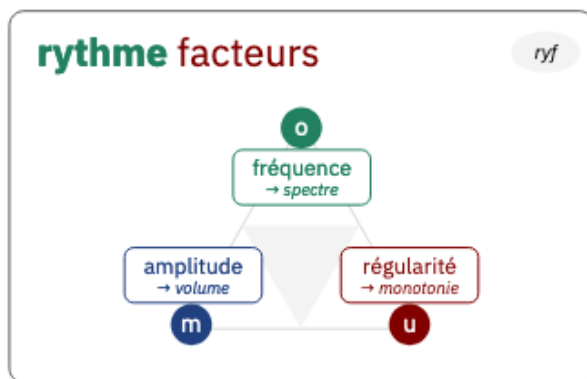 rythme facteurs
ryf
o
fréquence
→ spectre
amplitude
→ volume
régularité
→ monotonie
m
u